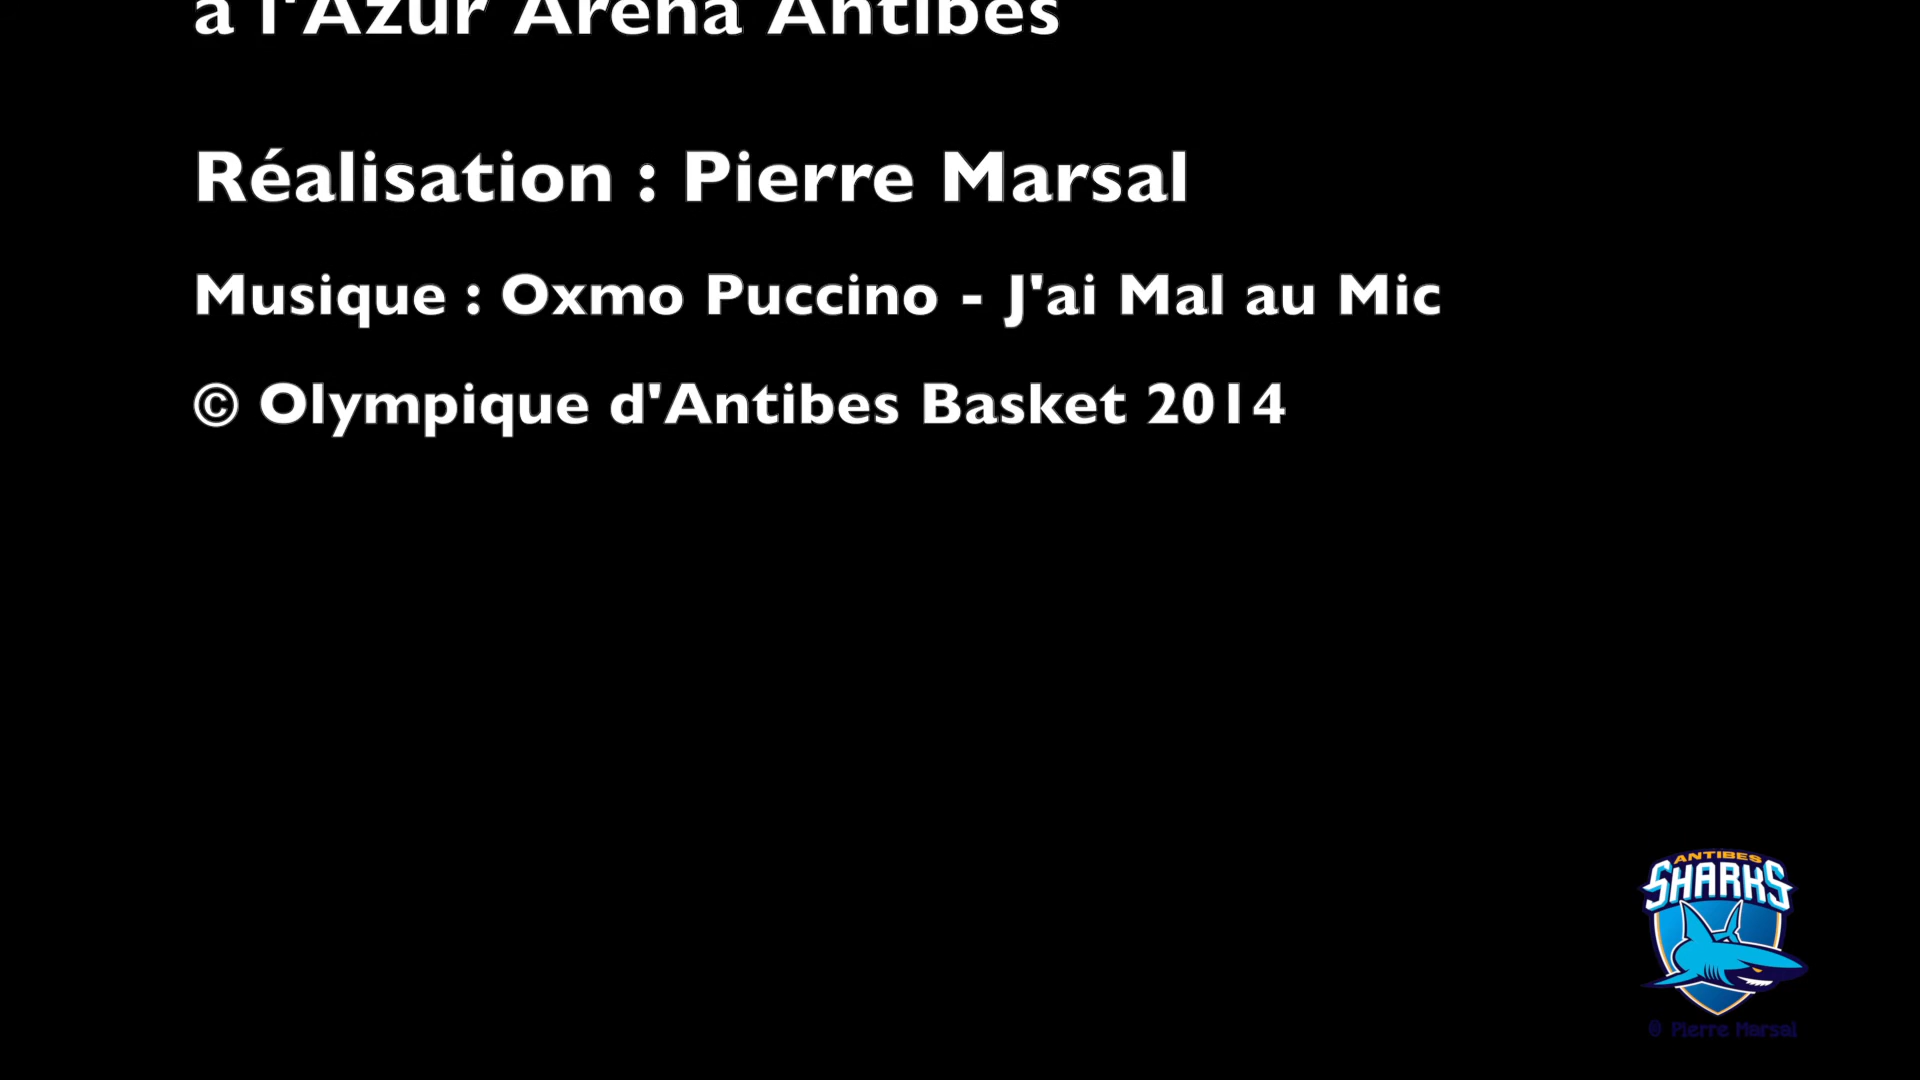 à l'Azur Arena Antibes
Réalisation : Pierre Marsal
Musique : Oxmo Puccino - J'ai Mal au Mic
© Olympique d'Antibes Basket 2014
ANTIBES
SHARKS
© Pierre Marsal